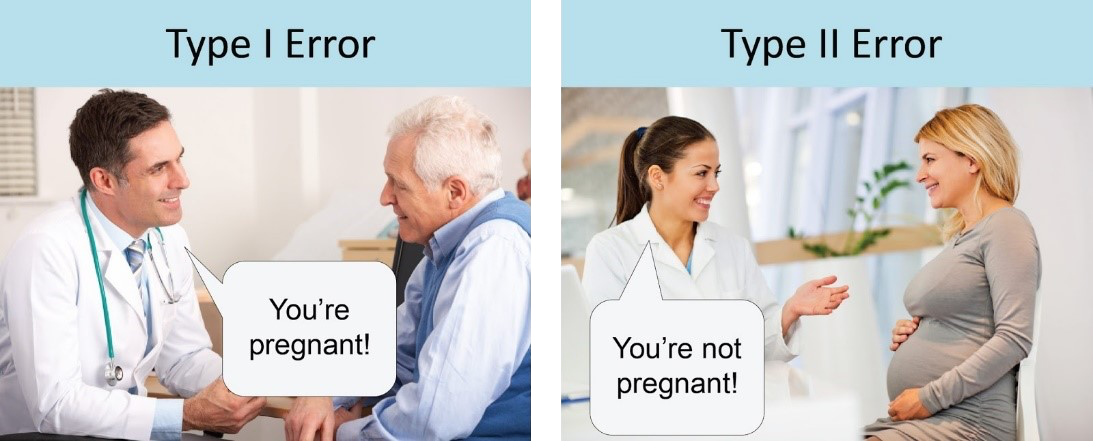 Type I Error
You’re
pregnant!
Type II Error
You’re not
pregnant!